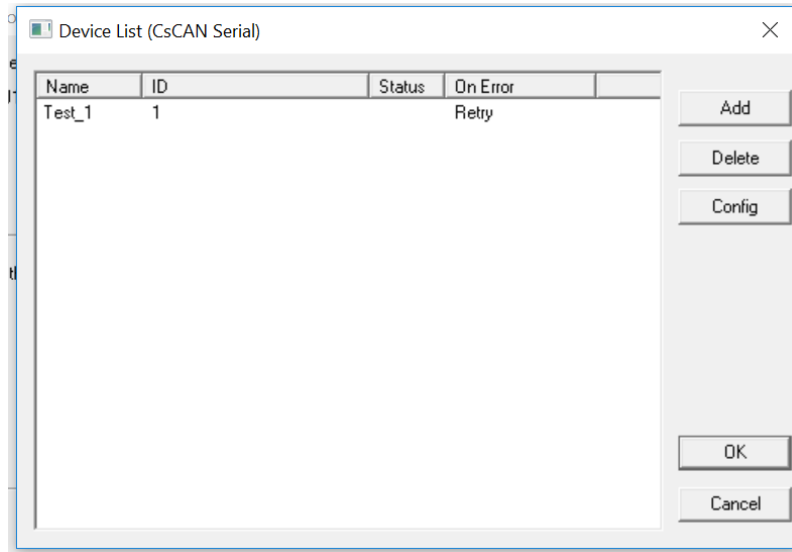 Device List (CsCAN Serial)
Name ID Status On Error
Test_1 1 Retry
Add
Delete
Config
OK
Cancel